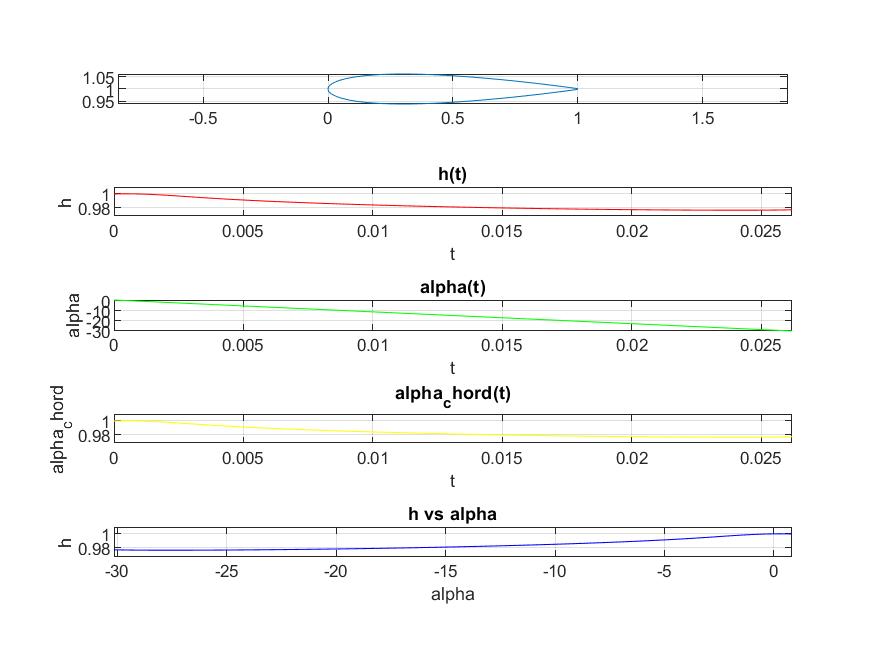 1.05
1
0.95
-0.5 0 0.5 1 1.5
h(t)
h
1
0.98
0 0.005 0.01 0.015 0.02 0.025
t
alpha(t)
alpha
0
-10
-20
-30
0 0.005 0.01 0.015 0.02 0.025
t
alpha_chord(t)
alpha_chord
1
0.98
0 0.005 0.01 0.015 0.02 0.025
t
h vs alpha
h
1
0.98
-30 -25 -20 -15 -10 -5 0
alpha